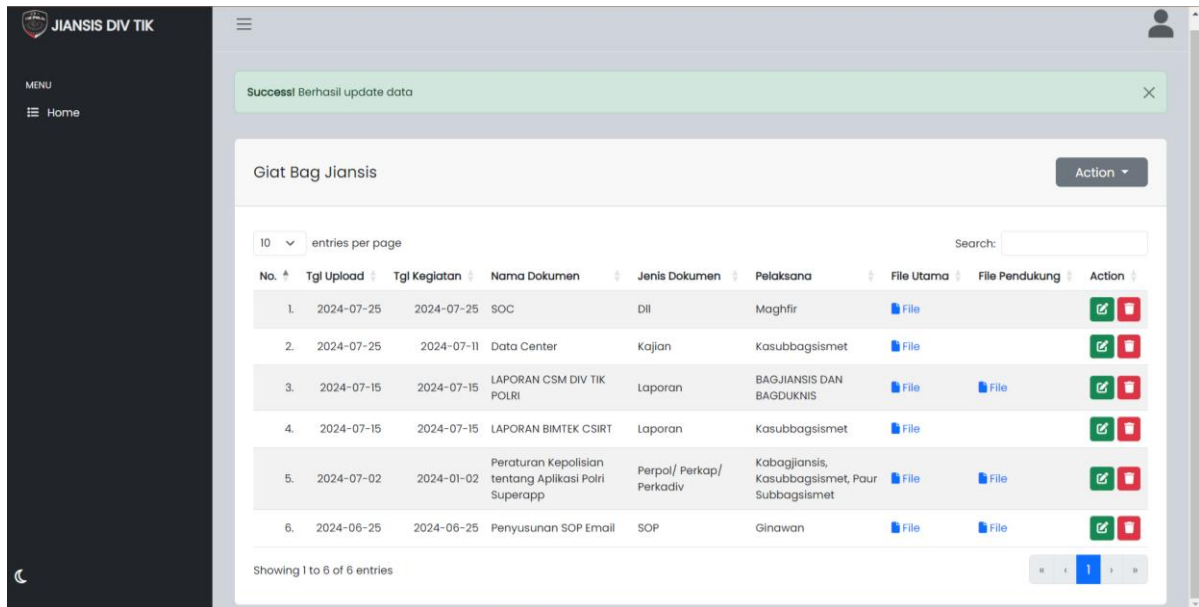 JIANSIS DIV TIK
MENU
Home
Success! Berhasil update data
Giat Bag Jiansis
Action
10 entries per page
Search:
No. Tgl Upload Tgl Kegiatan Nama Dokumen Jenis Dokumen Pelaksana File Utama File Pendukung Action
1. 2024-07-25 2024-07-25 SOC Dll Maghfir File
2. 2024-07-25 2024-07-11 Data Center Kajian Kasubbagsismet File
3. 2024-07-15 2024-07-15 LAPORAN CSM DIV TIK POLRI Laporan BAGJIANSIS DAN BAGDUKNIS File File
4. 2024-07-15 2024-07-15 LAPORAN BIMTEK CSIRT Laporan Kasubbagsismet File
5. 2024-07-02 2024-01-02 Peraturan Kepolisian tentang Aplikasi Polri Superapp Perpol/ Perkap/ Perkadiv Kabagjiansis, Kasubbagsismet, Paur Subbagsismet File File
6. 2024-06-25 2024-06-25 Penyusunan SOP Email SOP Ginawan File File
Showing 1 to 6 of 6 entries
« ‹ 1 › »